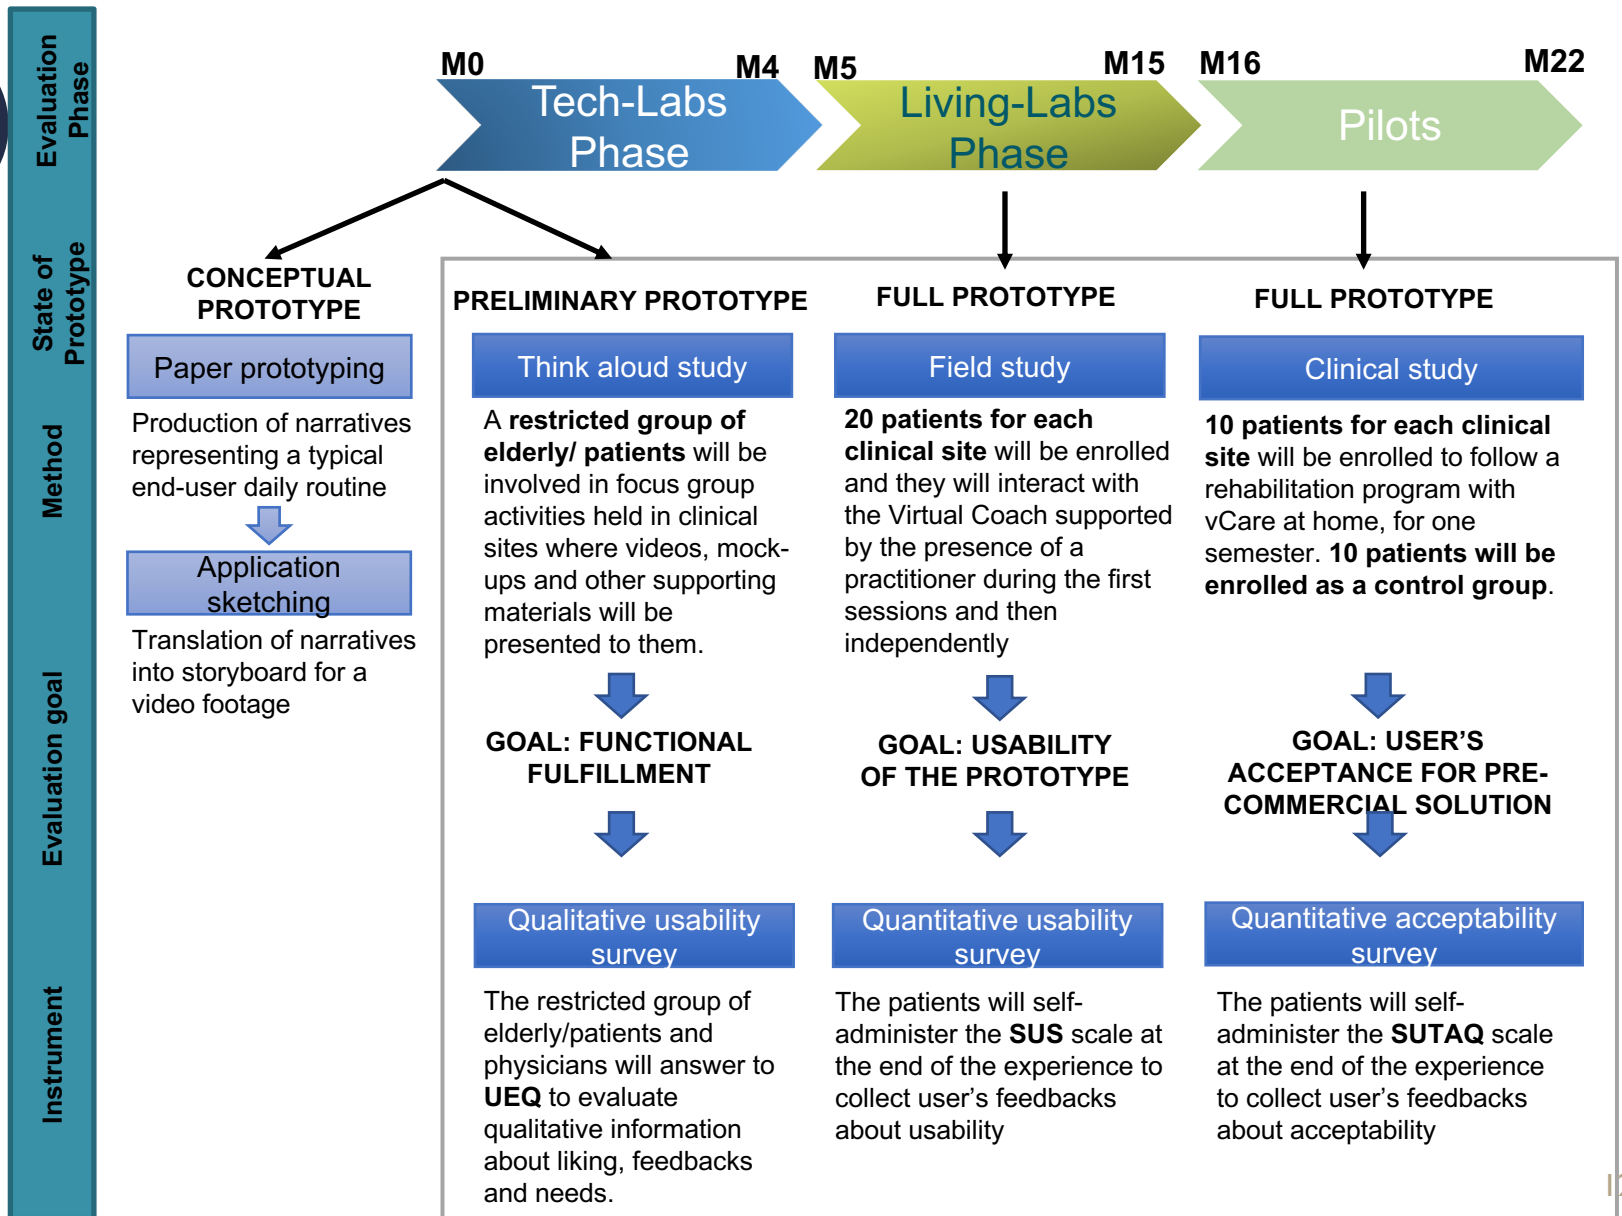 Evaluation
Phase
M0
M4
M5
M15
M16
M22
Tech-Labs
Phase
Living-Labs
Phase
Pilots
State of
Prototype
CONCEPTUAL
PROTOTYPE
PRELIMINARY PROTOTYPE
FULL PROTOTYPE
FULL PROTOTYPE
Method
Paper prototyping
Production of narratives
representing a typical
end-user daily routine
Application
sketching
Translation of narratives
into storyboard for a
video footage
Think aloud study
A restricted group of
elderly/ patients will be
involved in focus group
activities held in clinical
sites where videos, mock-
ups and other supporting
materials will be
presented to them.
Field study
20 patients for each
clinical site will be enrolled
and they will interact with
the Virtual Coach supported
by the presence of a
practitioner during the first
sessions and then
independently
Clinical study
10 patients for each clinical
site will be enrolled to follow a
rehabilitation program with
vCare at home, for one
semester. 10 patients will be
enrolled as a control group.
Evaluation goal
GOAL: FUNCTIONAL
FULFILLMENT
GOAL: USABILITY
OF THE PROTOTYPE
GOAL: USER'S
ACCEPTANCE FOR PRE-
COMMERCIAL SOLUTION
Instrument
Qualitative usability
survey
The restricted group of
elderly/patients and
physicians will answer to
UEQ to evaluate
qualitative information
about liking, feedbacks
and needs.
Quantitative usability
survey
The patients will self-
administer the SUS scale at
the end of the experience to
collect user's feedbacks
about usability
Quantitative acceptability
survey
The patients will self-
administer the SUTAQ scale
at the end of the experience
to collect user's feedbacks
about acceptability